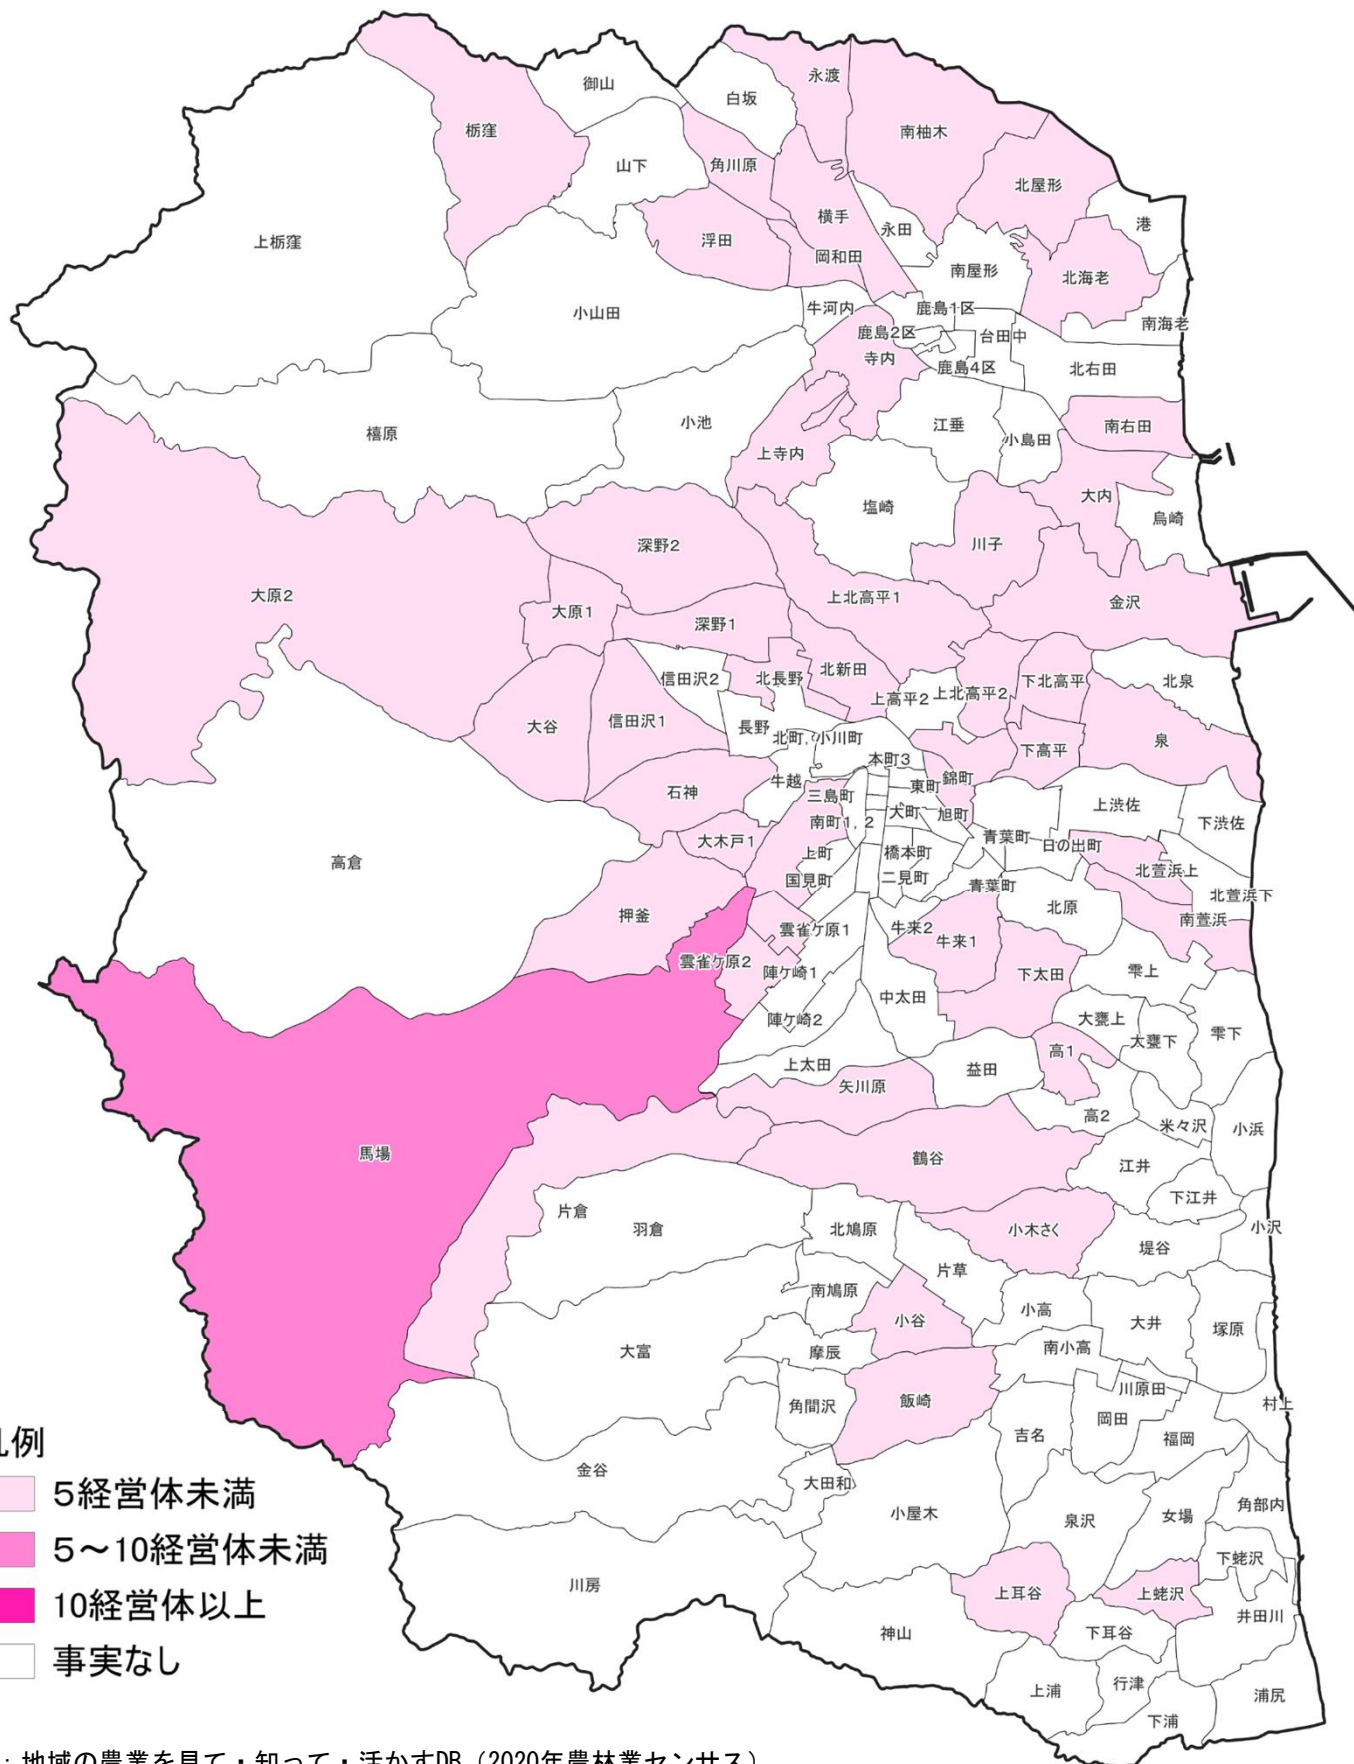 御山
永渡
白坂
栃窪
南柚木
山下
角川原
北屋形
横手
永田
港
上栃窪
浮田
岡和田
南屋形
北海老
小山田
牛河内
鹿島1区
南海老
鹿島2区
台田中
寺内
鹿島4区
北右田
橲原
小池
江垂
小島田
南右田
上寺内
大内
塩崎
烏崎
深野2
川子
大原2
上北高平1
金沢
大原1
深野1
信田沢2
北長野
北新田
上高平2
上北高平2
下北高平
北泉
大谷
信田沢1
長野
北町,小川町
下高平
泉
本町3
石神
牛越
三島町
東町
錦町
上渋佐
下渋佐
南町1,2
大町
旭町
大木戸1
青葉町
日の出町
上町
橋本町
高倉
国見町
二見町
青葉町
北萱浜上
北萱浜下
押釜
北原
南萱浜
雲雀ケ原1
牛来2
牛来1
雲雀ケ原2
陣ケ崎1
下太田
雫上
中太田
陣ケ崎2
大甕上
大甕下
雫下
高1
上太田
益田
矢川原
高2
米々沢
小浜
馬場
鶴谷
江井
下江井
片倉
羽倉
北鳩原
小木さく
小沢
堤谷
片草
南鳩原
小高
小谷
大井
塚原
大富
摩辰
南小高
川原田
角間沢
飯崎
岡田
村上
吉名
福岡
凡例
金谷
大田和
5経営体未満
小屋木
泉沢
女場
角部内
5～10経営体未満
下蛯沢
川房
上耳谷
上蛯沢
10経営体以上
井田川
神山
下耳谷
事実なし
上浦
行津
浦尻
下浦
：地域の農業を見て・知って・活かすDB（2020年農林業センサス）